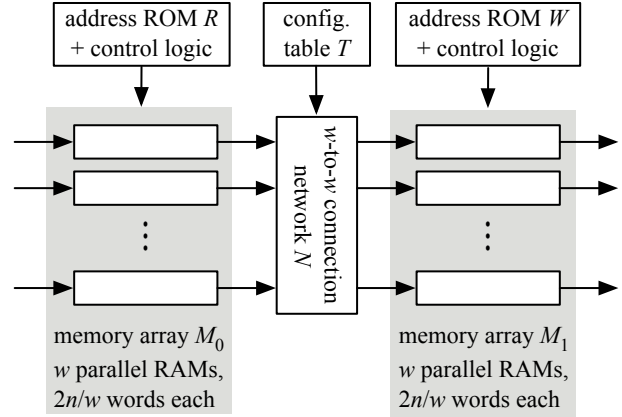 address ROM R
+ control logic
config.
table T
address ROM W
+ control logic
w-to-w connection
network N
memory array M0
w parallel RAMs,
2n/w words each
memory array M1
w parallel RAMs,
2n/w words each